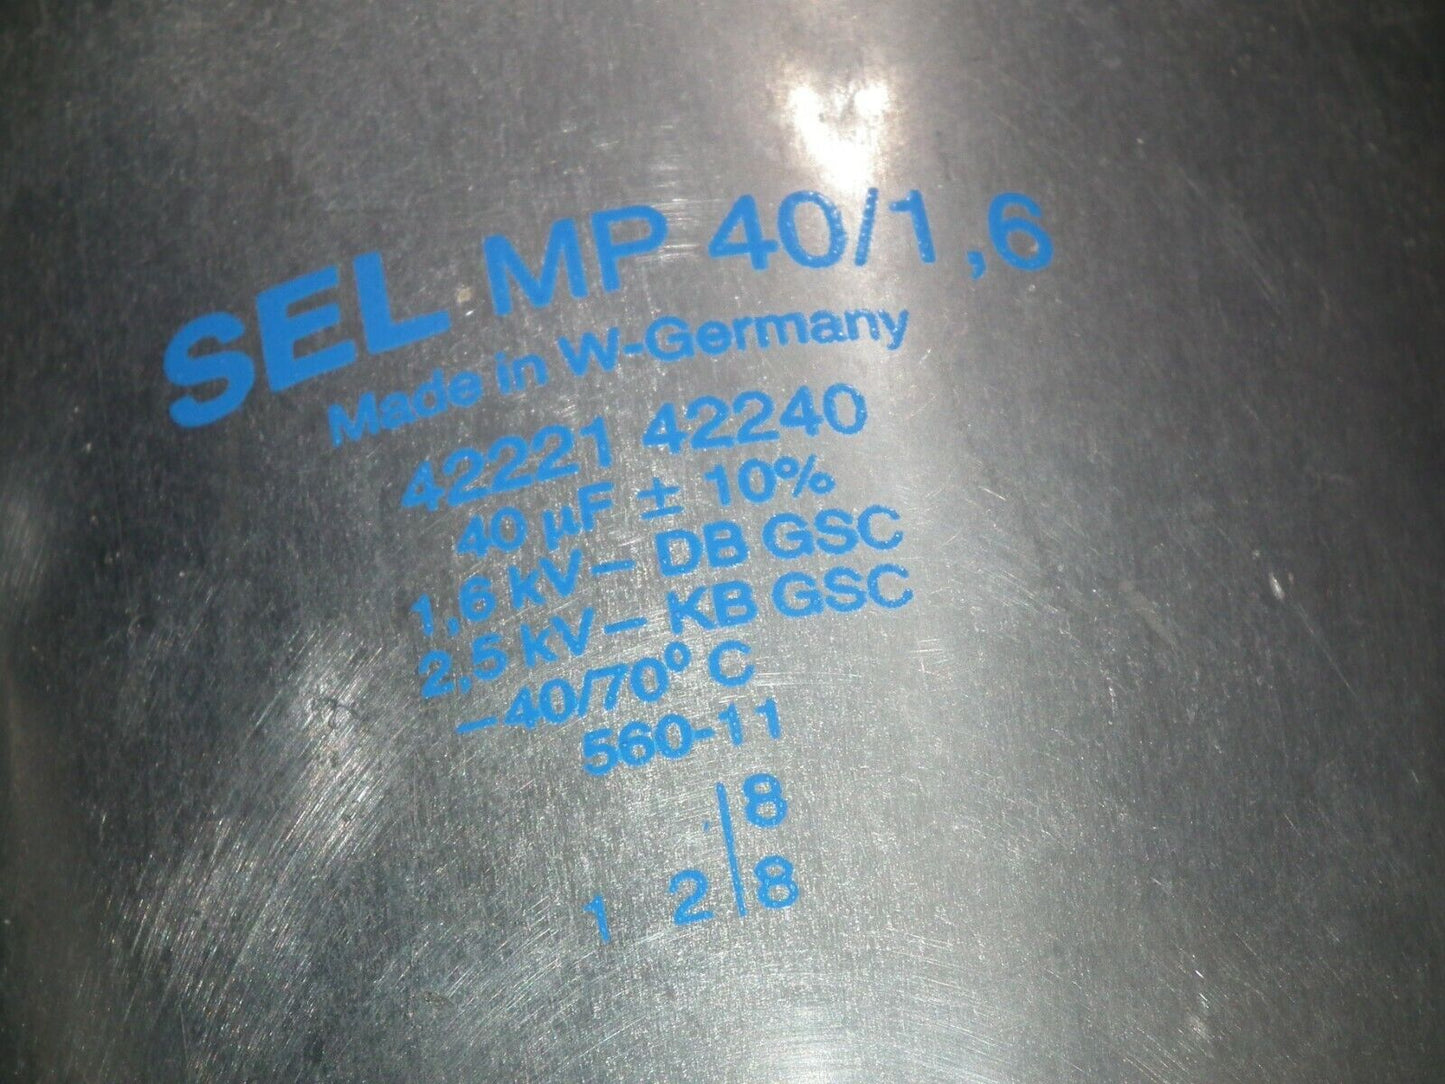 SEL MP 40/1,6
Made in W-Germany
42221 42240
40 µF ± 10%
1,6 kV– DB GSC
2,5 kV– KB GSC
–40/70° C
560-11
|8
1 2|8